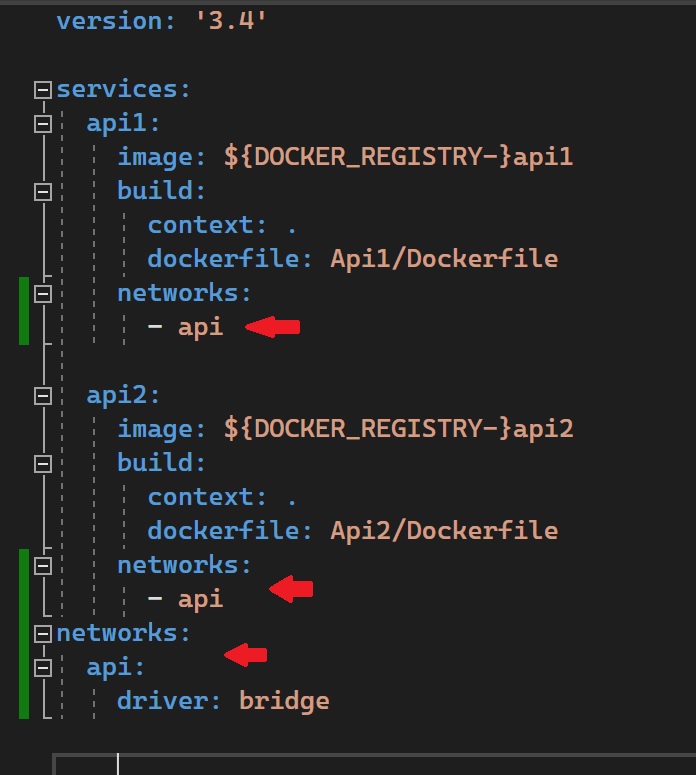 version: '3.4'
services:
api1:
image: ${DOCKER_REGISTRY-}api1
build:
context: .
dockerfile: Api1/Dockerfile
networks:
- api
api2:
image: ${DOCKER_REGISTRY-}api2
build:
context: .
dockerfile: Api2/Dockerfile
networks:
- api
networks:
api:
driver: bridge